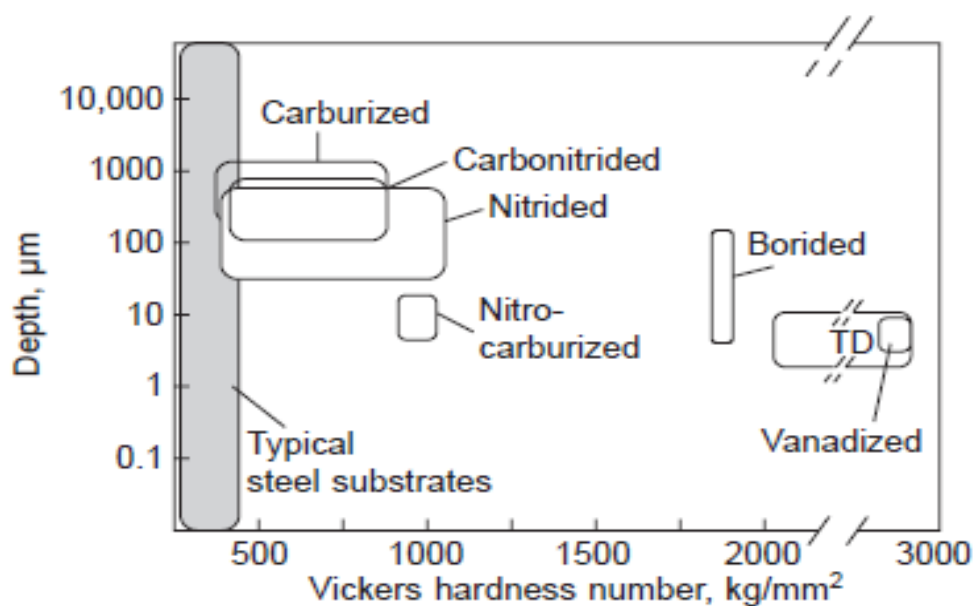 10,000
1000
100
10
1
0.1
Depth, μm
Carburized
Carbonitrided
Nitrided
Borided
Nitro-
carburized
TD
Vanadized
Typical
steel substrates
500
1000
1500
2000
3000
Vickers hardness number, kg/mm²